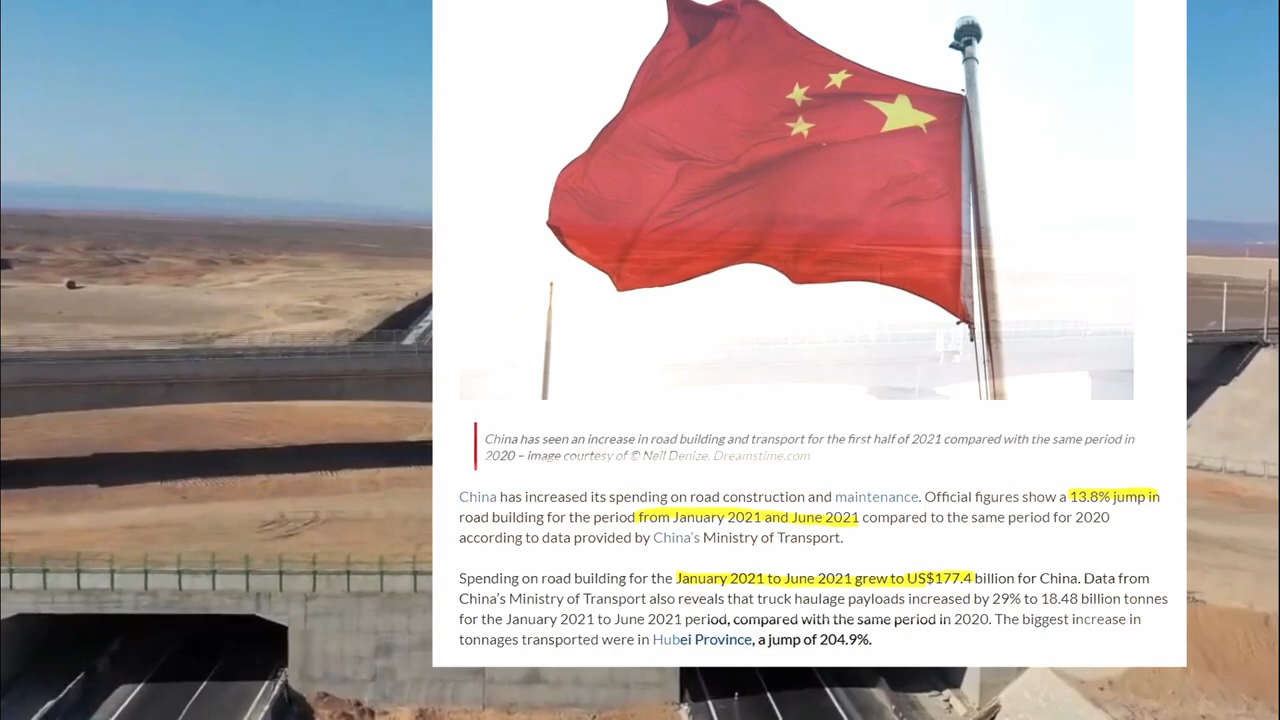 China has seen an increase in road building and transport for the first half of 2021 compared with the same period in
2020 – image courtesy of © Neil Denize. Dreamstime.com
China has increased its spending on road construction and maintenance. Official figures show a 13.8% jump in
road building for the period from January 2021 and June 2021 compared to the same period for 2020
according to data provided by China's Ministry of Transport.
Spending on road building for the January 2021 to June 2021 grew to US$177.4 billion for China. Data from
China's Ministry of Transport also reveals that truck haulage payloads increased by 29% to 18.48 billion tonnes
for the January 2021 to June 2021 period, compared with the same period in 2020. The biggest increase in
tonnages transported were in Hubei Province, a jump of 204.9%.